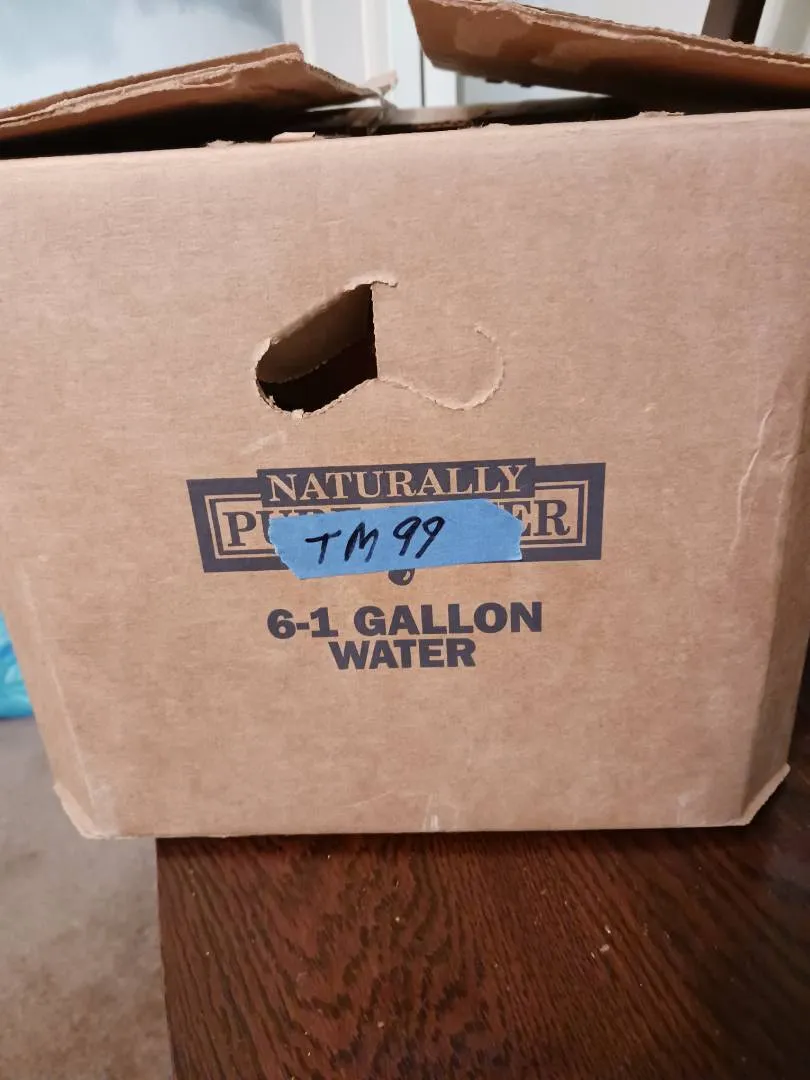 NATURALLY
TM 99
6-1 GALLON
WATER